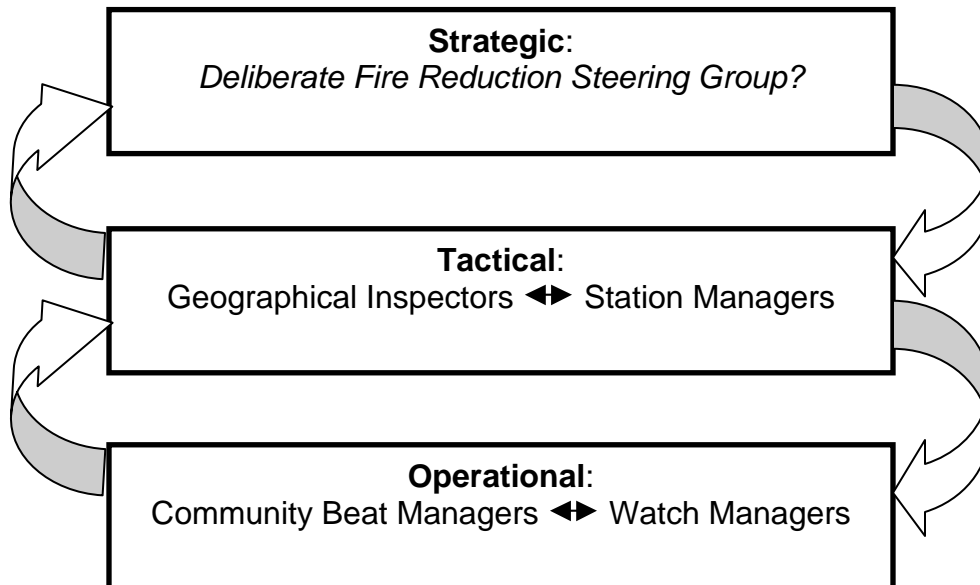 Strategic:
Deliberate Fire Reduction Steering Group?
Tactical:
Geographical Inspectors ◄► Station Managers
Operational:
Community Beat Managers ◄► Watch Managers